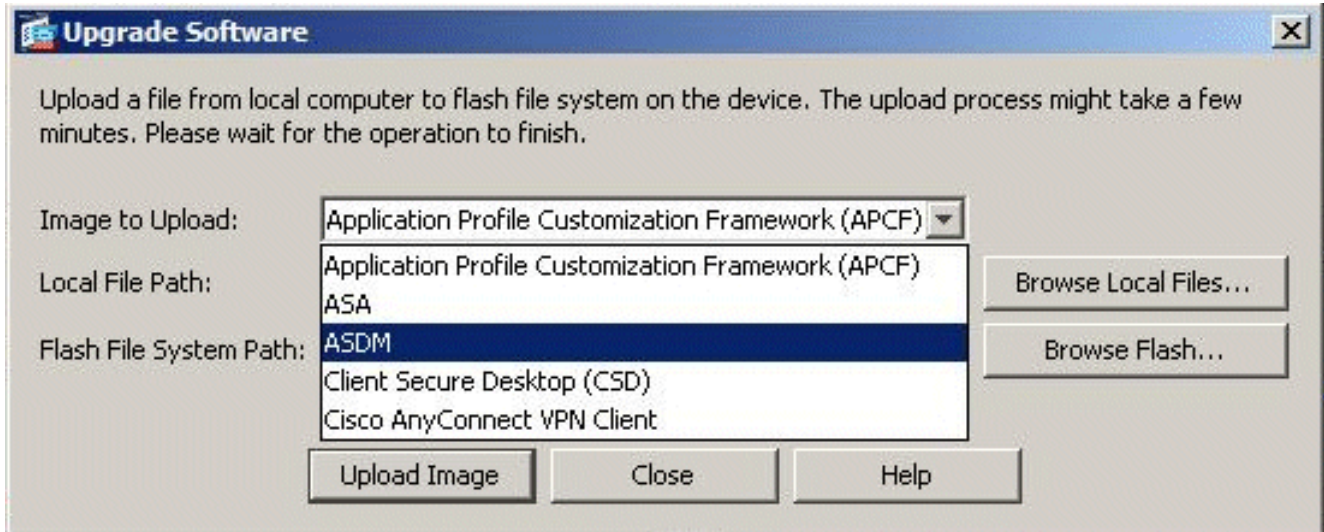 Upgrade Software
Upload a file from local computer to flash file system on the device. The upload process might take a few
minutes. Please wait for the operation to finish.
Image to Upload: Application Profile Customization Framework (APCF)
Application Profile Customization Framework (APCF)
Local File Path: Browse Local Files...
ASA
ASDM
Flash File System Path: Browse Flash...
Client Secure Desktop (CSD)
Cisco AnyConnect VPN Client
Upload Image Close Help